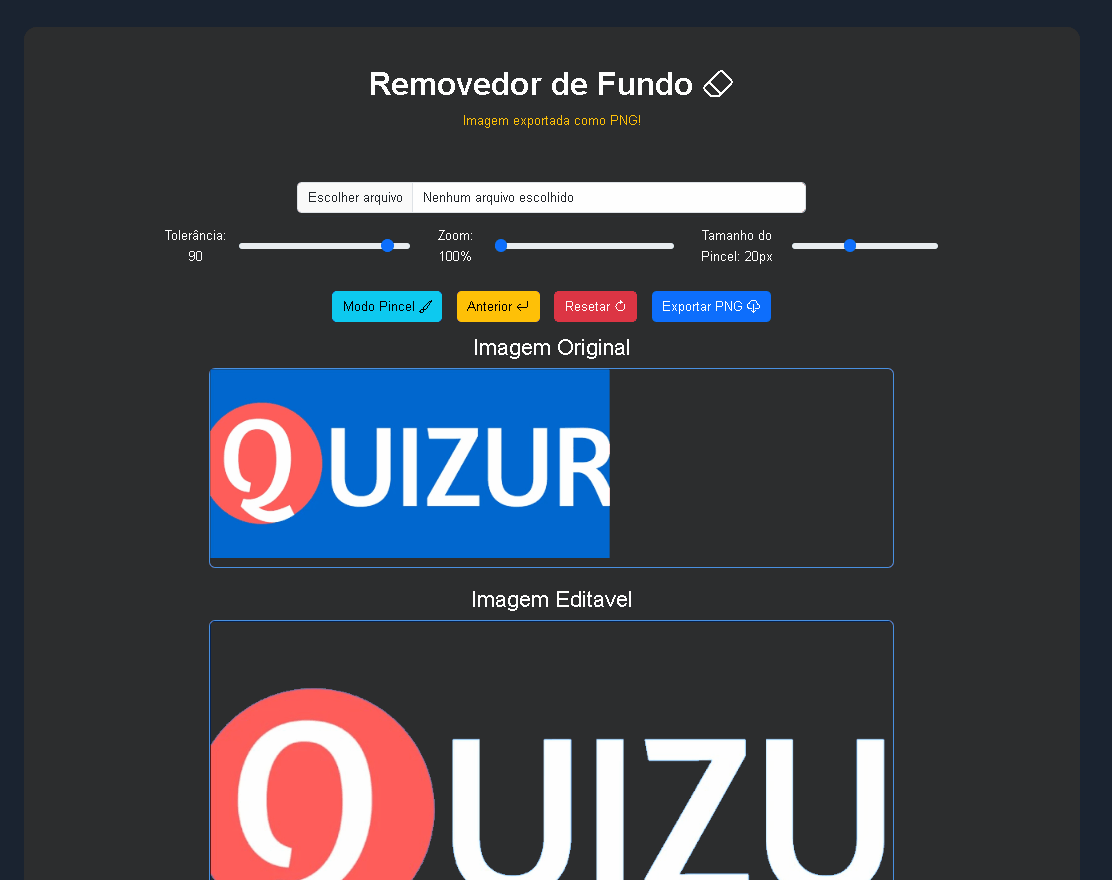 Removedor de Fundo
Imagem exportada como PNG!
Escolher arquivo Nenhum arquivo escolhido
Tolerância: 90
Zoom: 100%
Tamanho do Pincel: 20px
Modo Pincel Anterior Resetar Exportar PNG
Imagem Original
QUIZUR
Imagem Editavel
QUIZU